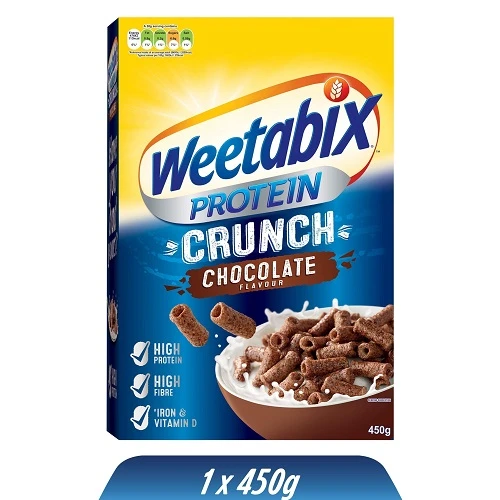 Weetabix
PROTEIN
CRUNCH
CHOCOLATE
FLAVOUR
HIGH
PROTEIN
HIGH
FIBRE
*IRON &
VITAMIN D
450g
1 x 450g